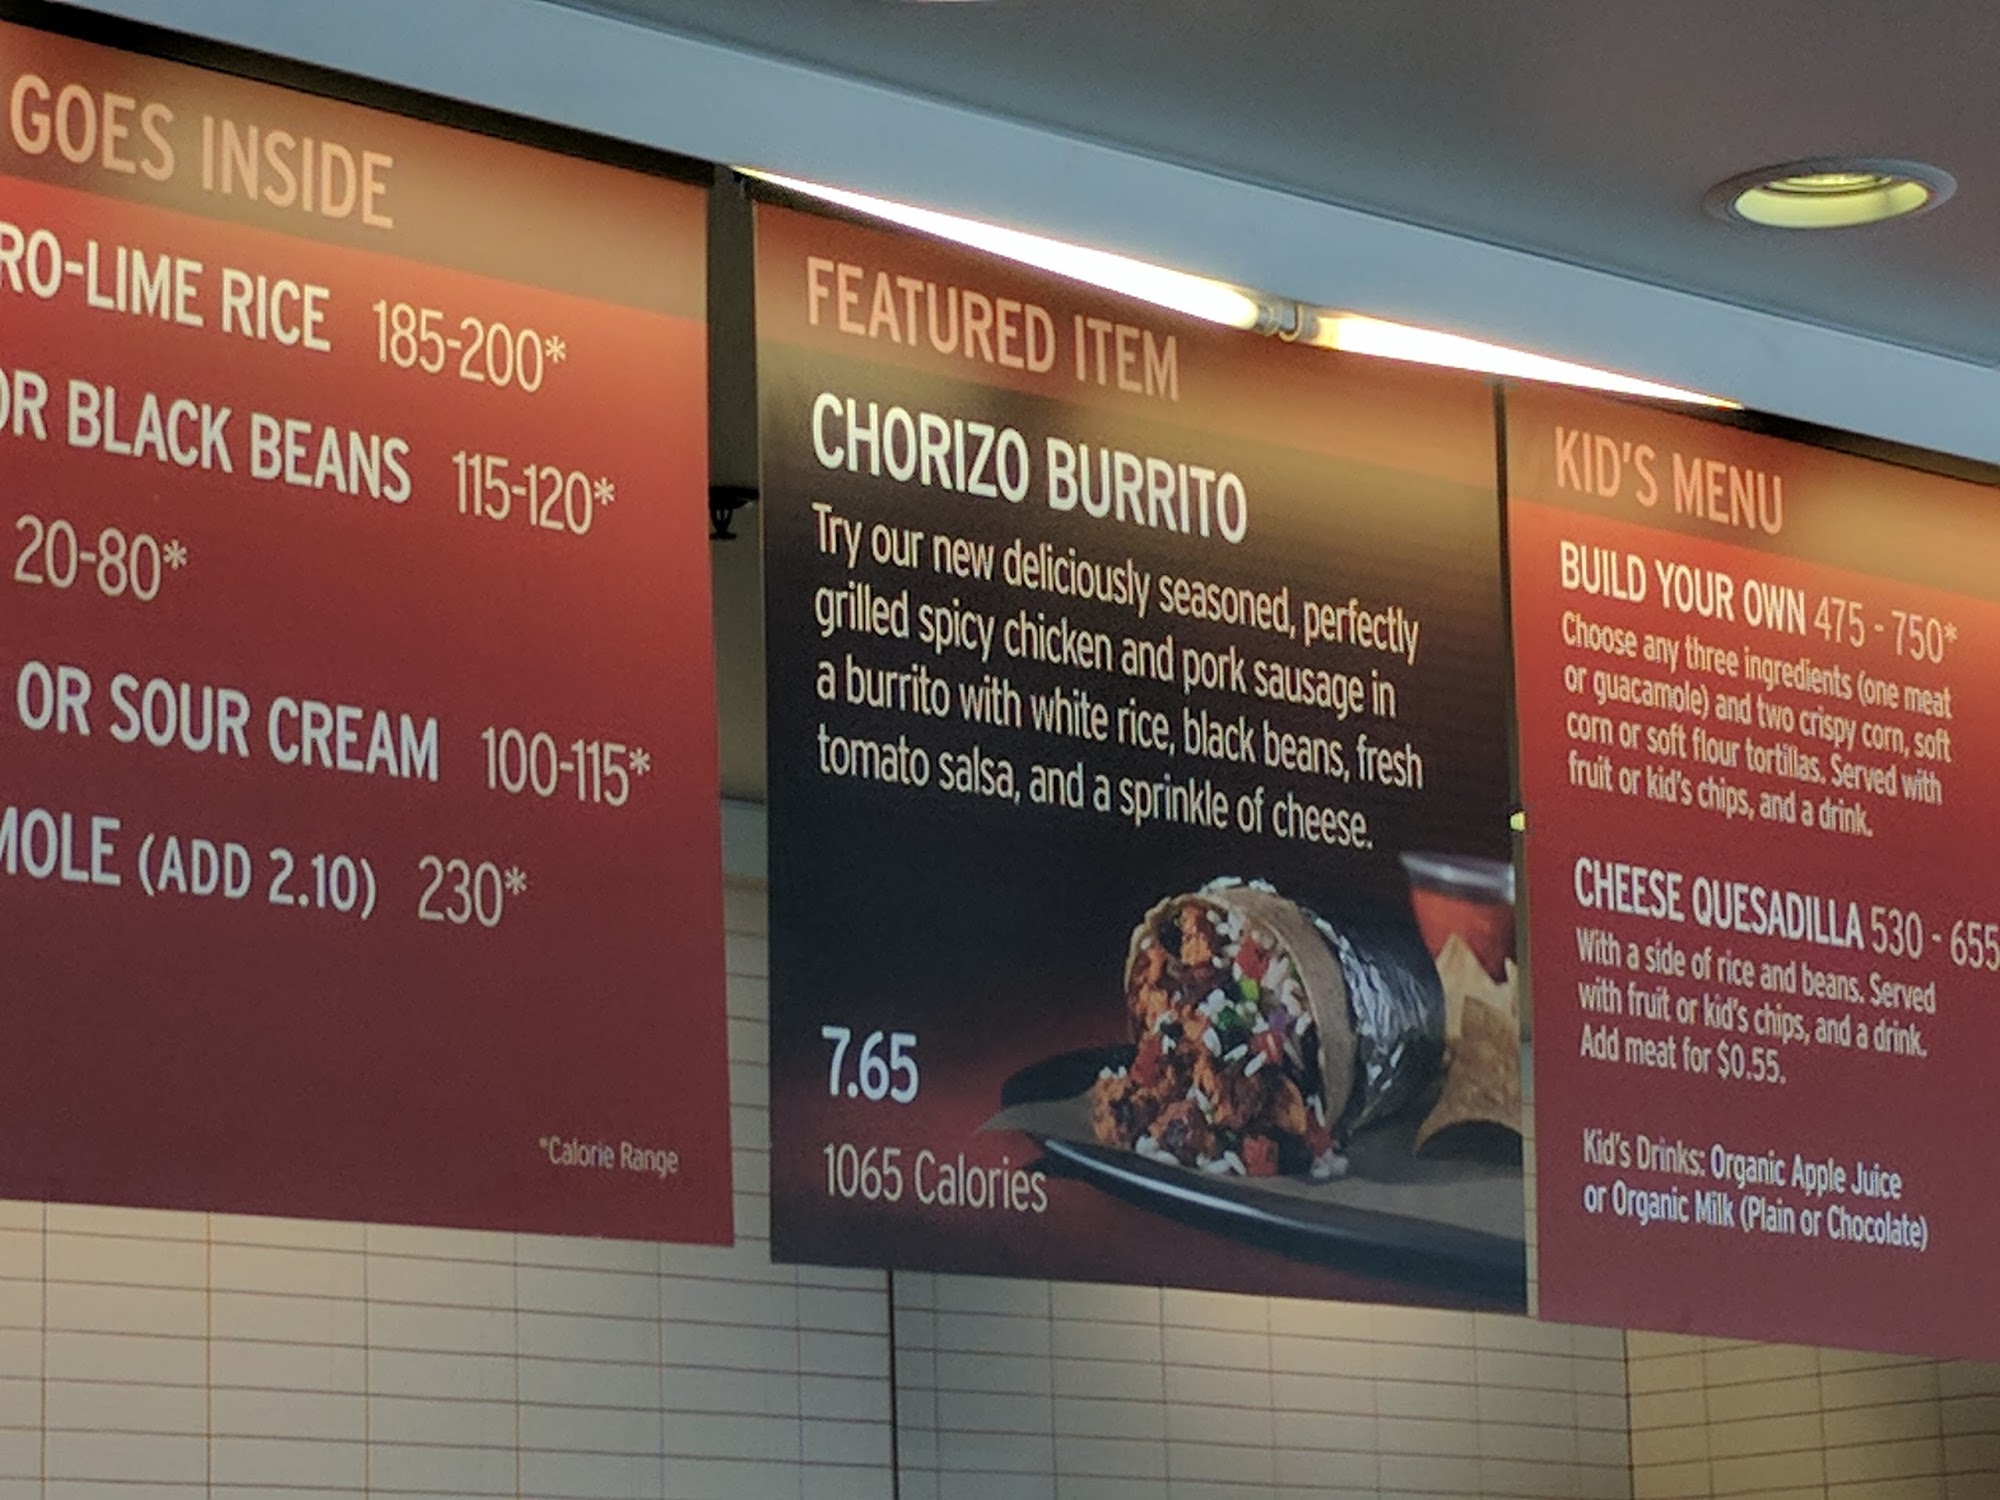 GOES INSIDE
RO-LIME RICE 185-200*
OR BLACK BEANS 115-120*
20-80*
OR SOUR CREAM 100-115*
MOLE (ADD 2.10) 230*
*Calorie Range
FEATURED ITEM
CHORIZO BURRITO
Try our new deliciously seasoned, perfectly
grilled spicy chicken and pork sausage in
a burrito with white rice, black beans, fresh
tomato salsa, and a sprinkle of cheese.
7.65
1065 Calories
KID'S MENU
BUILD YOUR OWN 475 - 750*
Choose any three ingredients (one meat
or guacamole) and two crispy corn, soft
corn or soft flour tortillas. Served with
fruit or kid's chips, and a drink.
CHEESE QUESADILLA 530 - 655
With a side of rice and beans. Served
with fruit or kid's chips, and a drink.
Add meat for $0.55.
Kid's Drinks: Organic Apple Juice
or Organic Milk (Plain or Chocolate)